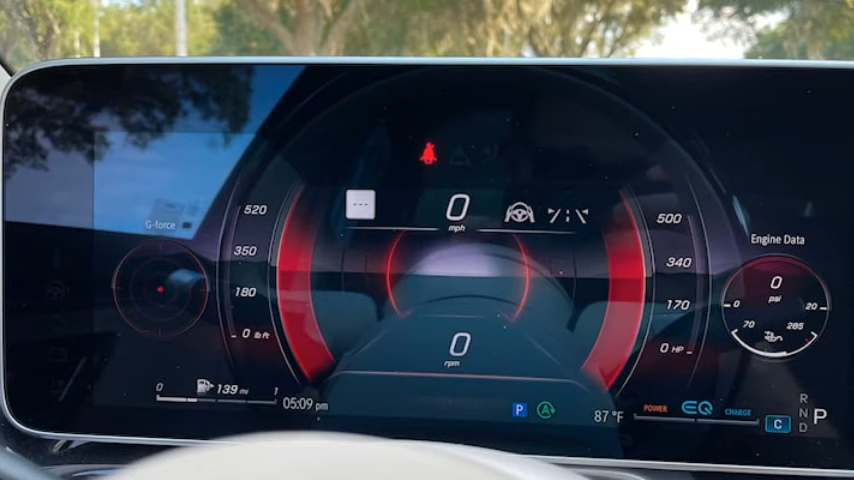 ---
0
mph
G-force
520
350
180
0 lb ft
500
340
170
0 HP
Engine Data
0
psi
0 20
70 285
0
rpm
0 139 mi 1
05:09 pm
P A
87 °F
POWER EQ CHARGE
C
R
N
D
P